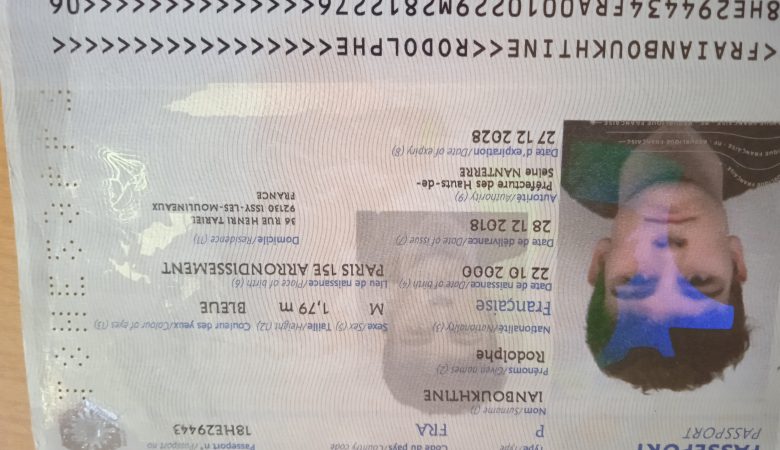 PASSEPORT
PASSPORT
Type/Type
Code du pays/Country code
Passeport n°/Passport no
P
FRA
18HE29443
Nom/Surname (1)
IANBOUKHTINE
Prénoms/Given names (2)
Rodolphe
Nationalité/Nationality (3)
Sexe/Sex (5)
Taille/Height (12)
Couleur des yeux/Colour of eyes (13)
Française
M
1,79 m
BLEUE
Date de naissance/Date of birth (4)
Lieu de naissance/Place of birth (6)
22 10 2000
PARIS 15E ARRONDISSEMENT
Date de délivrance/Date of issue (7)
Domicile/Residence (11)
28 12 2018
36 RUE HENRI TARIEL
92130 ISSY-LES-MOULINEAUX
FRANCE
Autorité/Authority (9)
Préfecture des Hauts-de-
Seine NANTERRE
Date d'expiration/Date of expiry (8)
27 12 2028
<FRAIANBOUKHTINE<<RODOLPHE<<<<<<<<<<<<<<<<<
8HE294434FRA0010229M2812276<<<<<<<<<<<<<<06